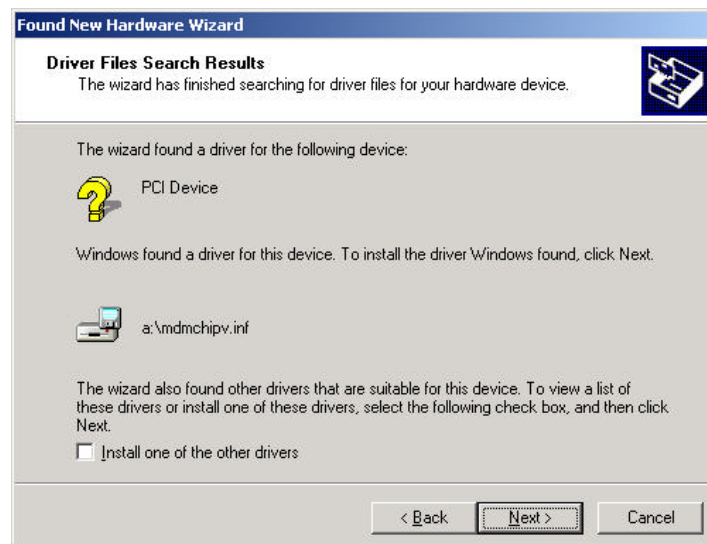 Found New Hardware Wizard
Driver Files Search Results
The wizard has finished searching for driver files for your hardware device.
The wizard found a driver for the following device:
PCI Device
Windows found a driver for this device. To install the driver Windows found, click Next.
a:\mdmchipv.inf
The wizard also found other drivers that are suitable for this device. To view a list of
these drivers or install one of these drivers, select the following check box, and then click
Next.
Install one of the other drivers
< Back Next > Cancel